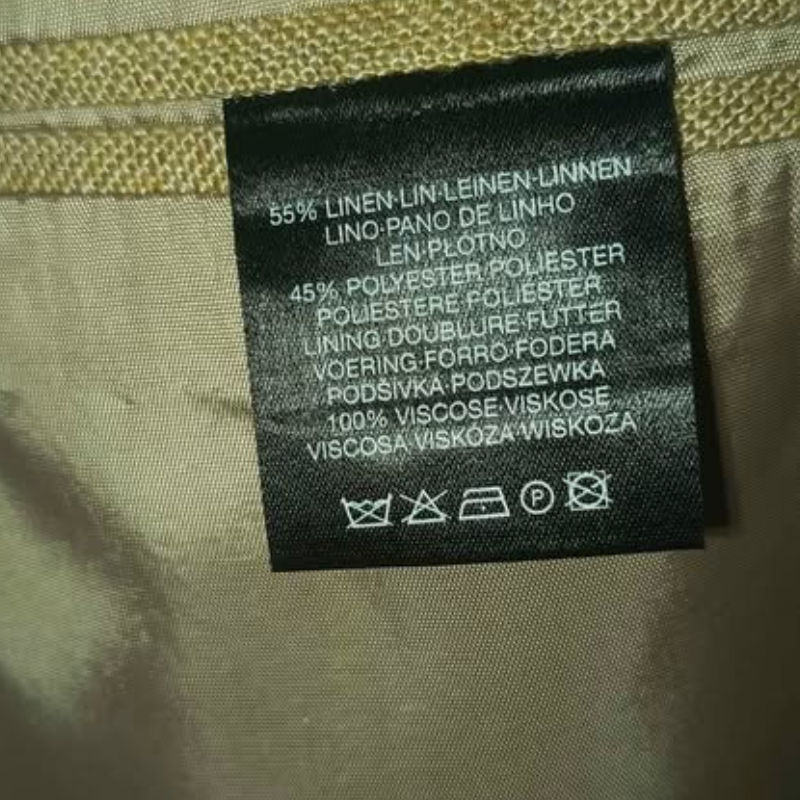 55% LINEN·LIN·LEINEN·LINNEN
LINO·PANO DE LINHO
LEN·PŁOTNO
45% POLYESTER·POLIESTER
POLIESTERE·POLIESTER
LINING·DOUBLURE·FUTTER
VOERING·FORRO·FODERA
PODŠIVKA·PODSZEWKA
100% VISCOSE·VISKOSE
VISCOSA·VISKÓZA·WISKOZA
P